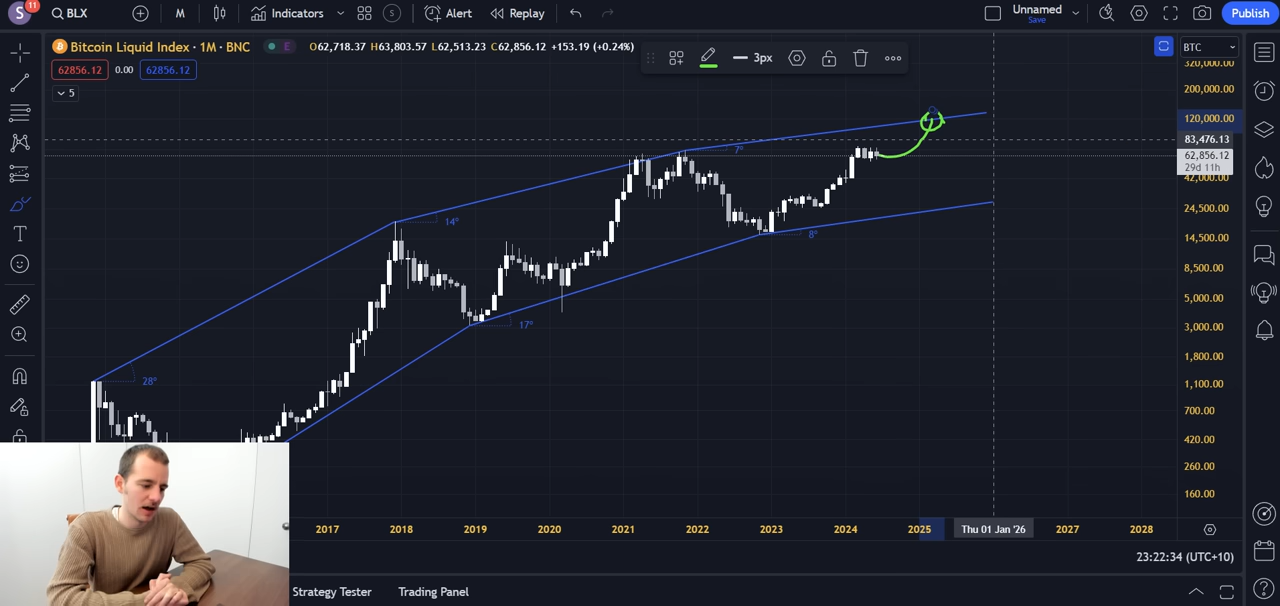 S 11 BLX M Indicators S Alert Replay Unnamed Save Publish
Bitcoin Liquid Index · 1M · BNC E O62,718.37 H63,803.57 L62,513.23 C62,856.12 +153.19 (+0.24%)
62856.12 0.00 62856.12
5
3px
BTC
320,000.00
200,000.00
120,000.00
83,476.13
62,856.12
29d 11h
42,000.00
24,500.00
14,500.00
8,500.00
5,000.00
3,000.00
1,800.00
1,100.00
700.00
420.00
260.00
160.00
7°
14°
8°
17°
28°
2017 2018 2019 2020 2021 2022 2023 2024 2025 Thu 01 Jan '26 2027 2028
23:22:34 (UTC+10)
Strategy Tester Trading Panel